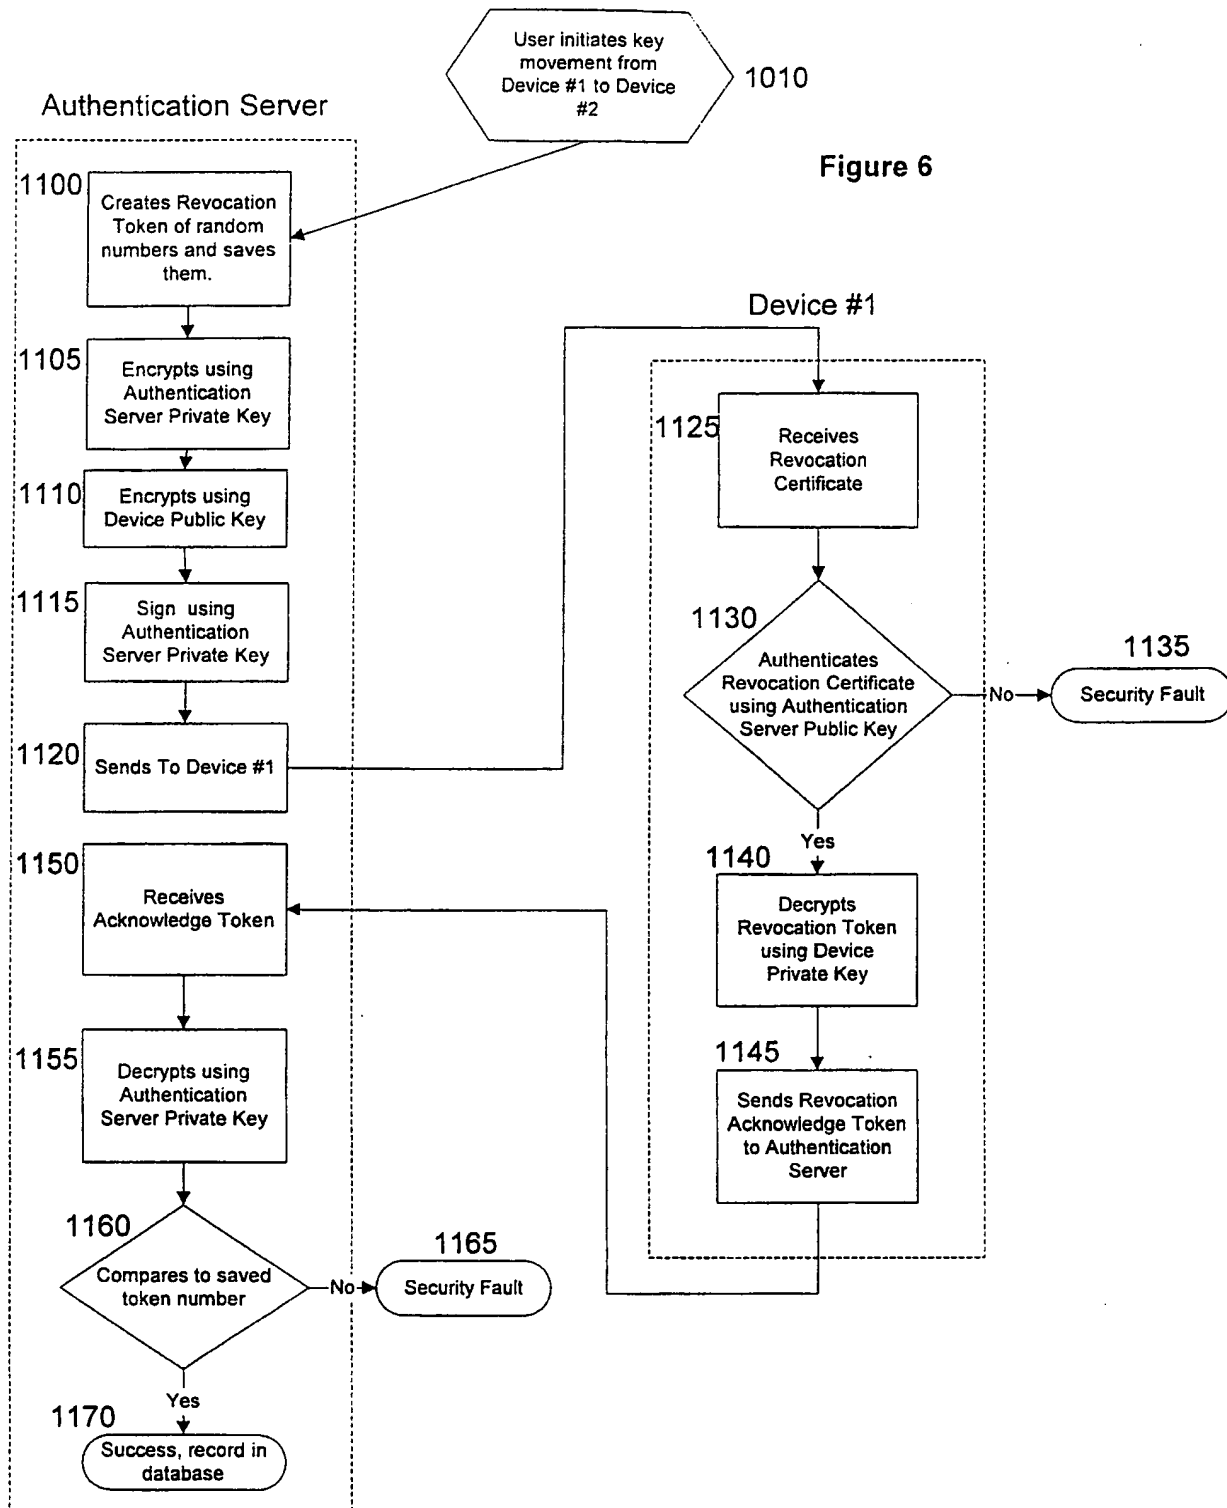 User initiates key
movement from
Device #1 to Device
#2
1010
Authentication Server
Figure 6
1100
Creates Revocation
Token of random
numbers and saves
them.
1105
Encrypts using
Authentication
Server Private Key
1110
Encrypts using
Device Public Key
1115
Sign using
Authentication
Server Private Key
1120
Sends To Device #1
Device #1
1125
Receives
Revocation
Certificate
1130
Authenticates
Revocation Certificate
using Authentication
Server Public Key
No
1135
Security Fault
Yes
1140
Decrypts
Revocation Token
using Device
Private Key
1145
Sends Revocation
Acknowledge Token
to Authentication
Server
1150
Receives
Acknowledge Token
1155
Decrypts using
Authentication
Server Private Key
1160
Compares to saved
token number
No
1165
Security Fault
Yes
1170
Success, record in
database